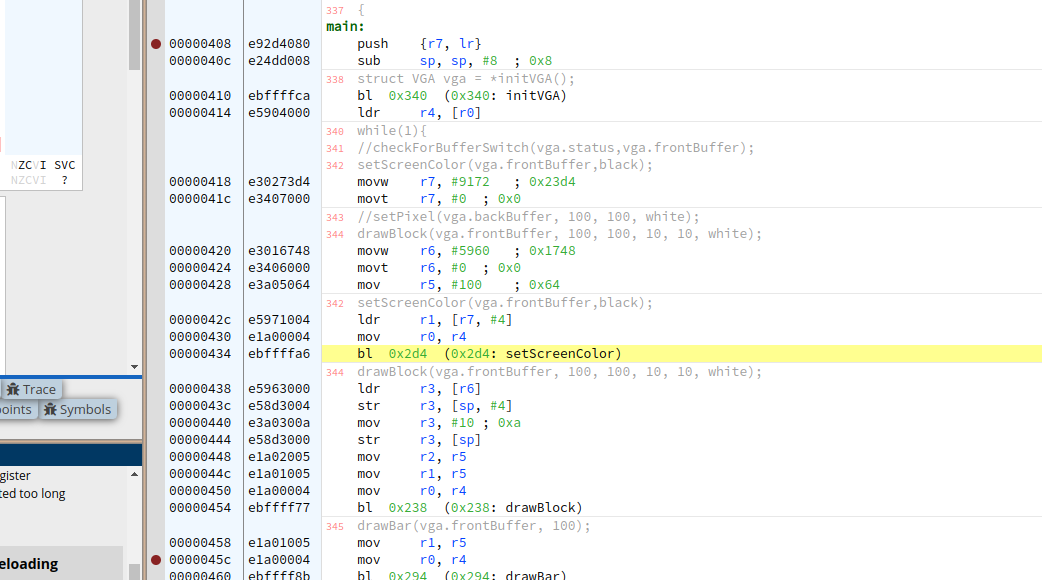 337 {
main:
00000408 e92d4080 push {r7, lr}
0000040c e24dd008 sub sp, sp, #8 ; 0x8
338 struct VGA vga = *initVGA();
00000410 ebffffca bl 0x340 (0x340: initVGA)
00000414 e5904000 ldr r4, [r0]
340 while(1){
341 //checkForBufferSwitch(vga.status,vga.frontBuffer);
NZCVI SVC
342 setScreenColor(vga.frontBuffer,black);
NZCVI ?
00000418 e30273d4 movw r7, #9172 ; 0x23d4
0000041c e3407000 movt r7, #0 ; 0x0
343 //setPixel(vga.backBuffer, 100, 100, white);
344 drawBlock(vga.frontBuffer, 100, 100, 10, 10, white);
00000420 e3016748 movw r6, #5960 ; 0x1748
00000424 e3406000 movt r6, #0 ; 0x0
00000428 e3a05064 mov r5, #100 ; 0x64
342 setScreenColor(vga.frontBuffer,black);
0000042c e5971004 ldr r1, [r7, #4]
00000430 e1a00004 mov r0, r4
00000434 ebffffa6 bl 0x2d4 (0x2d4: setScreenColor)
344 drawBlock(vga.frontBuffer, 100, 100, 10, 10, white);
Trace
00000438 e5963000 ldr r3, [r6]
oints Symbols
0000043c e58d3004 str r3, [sp, #4]
00000440 e3a0300a mov r3, #10 ; 0xa
00000444 e58d3000 str r3, [sp]
00000448 e1a02005 mov r2, r5
gister
0000044c e1a01005 mov r1, r5
ted too long
00000450 e1a00004 mov r0, r4
00000454 ebffff77 bl 0x238 (0x238: drawBlock)
345 drawBar(vga.frontBuffer, 100);
00000458 e1a01005 mov r1, r5
eloading
0000045c e1a00004 mov r0, r4
00000460 ebffff8b bl 0x294 (0x294: drawBar)